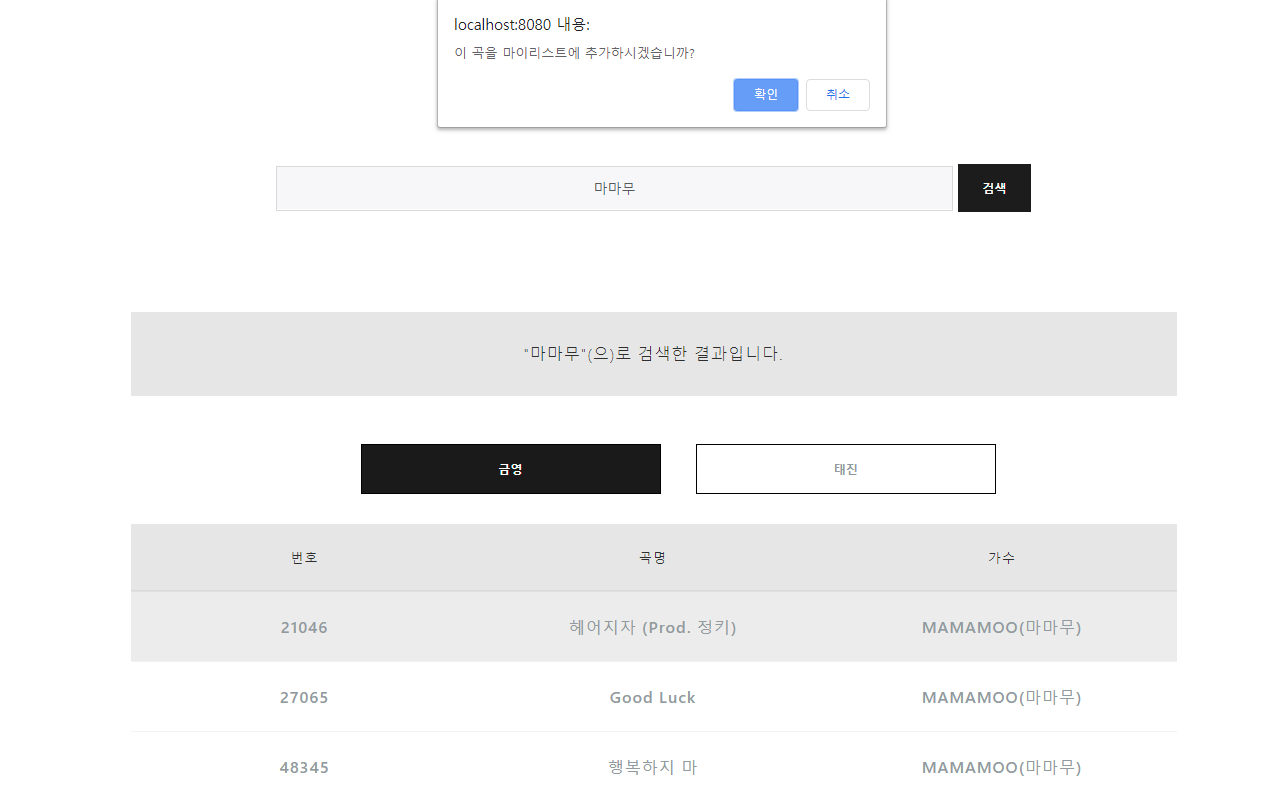 localhost:8080 내용:
이 곡을 마이리스트에 추가하시겠습니까?
확인 취소
마마무 검색
"마마무"(으)로 검색한 결과입니다.
금영 태진
번호 곡명 가수
21046 헤어지자 (Prod. 정키) MAMAMOO(마마무)
27065 Good Luck MAMAMOO(마마무)
48345 행복하지 마 MAMAMOO(마마무)